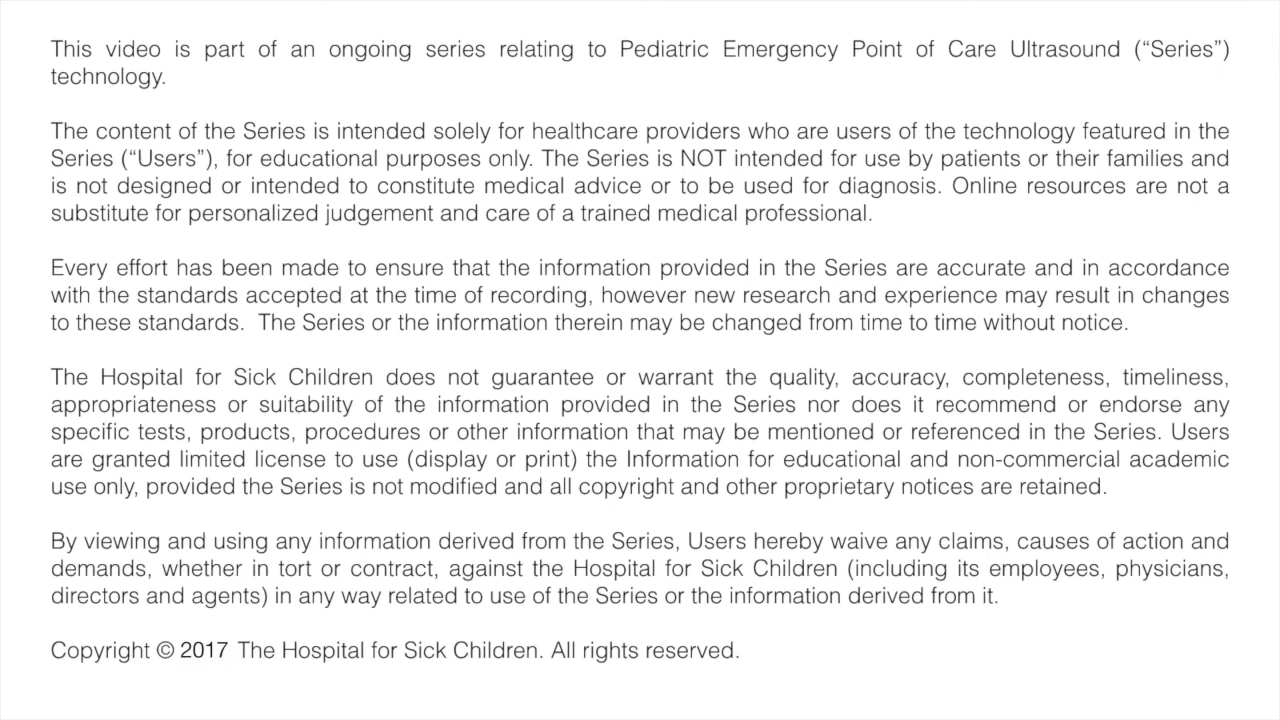 This video is part of an ongoing series relating to Pediatric Emergency Point of Care Ultrasound (“Series”)
technology.
The content of the Series is intended solely for healthcare providers who are users of the technology featured in the
Series (“Users”), for educational purposes only. The Series is NOT intended for use by patients or their families and
is not designed or intended to constitute medical advice or to be used for diagnosis. Online resources are not a
substitute for personalized judgement and care of a trained medical professional.
Every effort has been made to ensure that the information provided in the Series are accurate and in accordance
with the standards accepted at the time of recording, however new research and experience may result in changes
to these standards.  The Series or the information therein may be changed from time to time without notice.
The Hospital for Sick Children does not guarantee or warrant the quality, accuracy, completeness, timeliness,
appropriateness or suitability of the information provided in the Series nor does it recommend or endorse any
specific tests, products, procedures or other information that may be mentioned or referenced in the Series. Users
are granted limited license to use (display or print) the Information for educational and non-commercial academic
use only, provided the Series is not modified and all copyright and other proprietary notices are retained.
By viewing and using any information derived from the Series, Users hereby waive any claims, causes of action and
demands, whether in tort or contract, against the Hospital for Sick Children (including its employees, physicians,
directors and agents) in any way related to use of the Series or the information derived from it.
Copyright © 2017 The Hospital for Sick Children. All rights reserved.